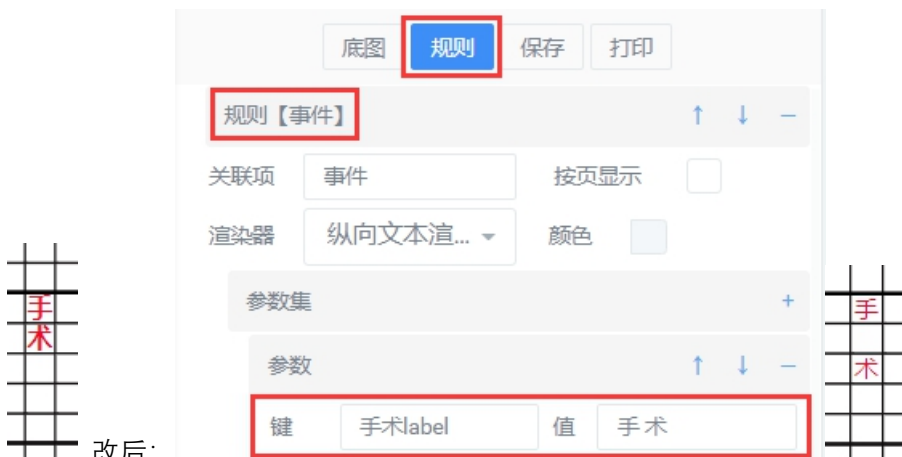 底图 规则 保存 打印
规则【事件】 ↑ ↓ −
关联项 事件 按页显示
渲染器 纵向文本渲... 颜色
参数集 +
参数 ↑ ↓ −
键 手术label 值 手 术
手
术
改后:
手
术